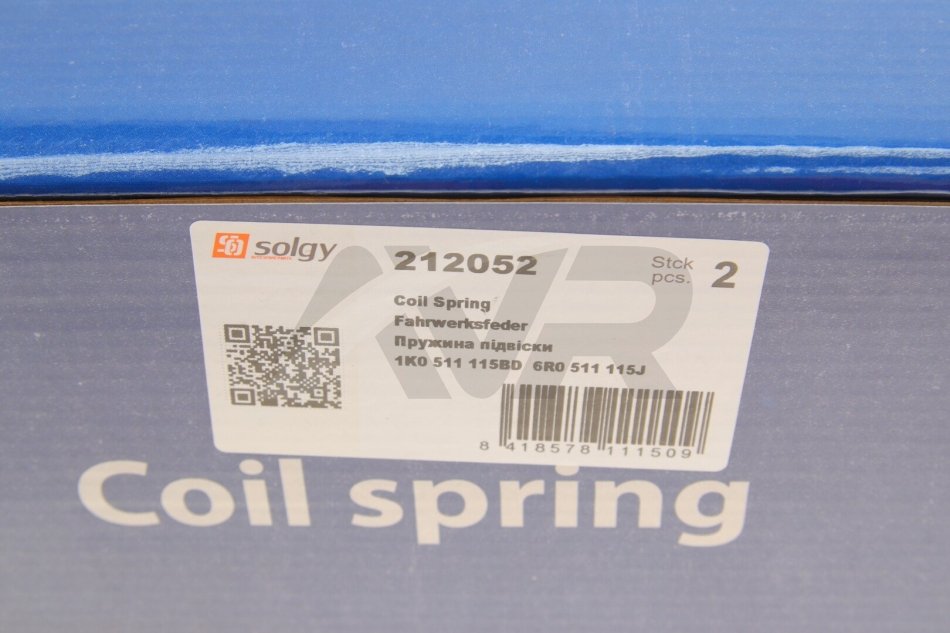 solgy
212052
Stck
pcs.
2
Coil Spring
Fahrwerksfeder
Пружина підвіски
1K0 511 115BD 6R0 511 115J
8 418578 111509
Coil spring